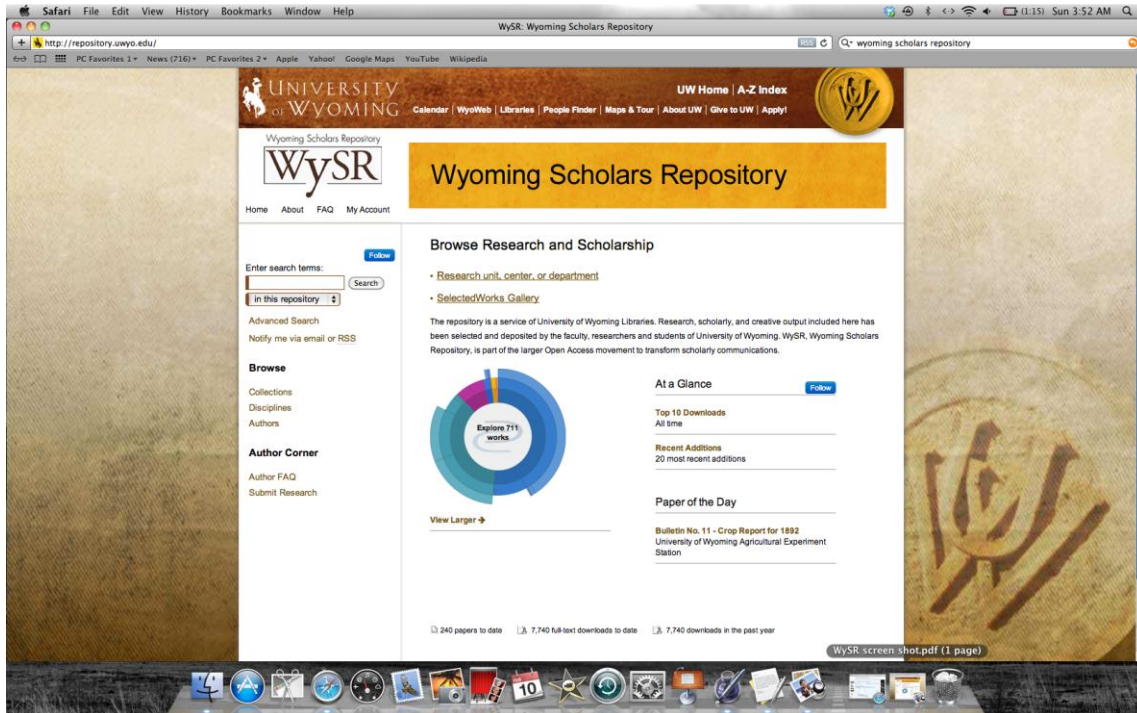 Safari File Edit View History Bookmarks Window Help (1:15) Sun 3:52 AM
WySR: Wyoming Scholars Repository
http://repository.uwyo.edu/ RSS wyoming scholars repository
PC Favorites 1 News (716) PC Favorites 2 Apple Yahoo! Google Maps YouTube Wikipedia
UNIVERSITY
OF WYOMING
UW Home | A-Z Index
Calendar | WyoWeb | Libraries | People Finder | Maps & Tour | About UW | Give to UW | Apply!
Wyoming Scholars Repository
WySR
Home About FAQ My Account
Wyoming Scholars Repository
Follow
Enter search terms:
Search
in this repository
Advanced Search
Notify me via email or RSS
Browse
Collections
Disciplines
Authors
Author Corner
Author FAQ
Submit Research
Browse Research and Scholarship
• Research unit, center, or department
• SelectedWorks Gallery
The repository is a service of University of Wyoming Libraries. Research, scholarly, and creative output included here has
been selected and deposited by the faculty, researchers and students of University of Wyoming. WySR, Wyoming Scholars
Repository, is part of the larger Open Access movement to transform scholarly communications.
Explore 711
works
View Larger →
At a Glance Follow
Top 10 Downloads
All time
Recent Additions
20 most recent additions
Paper of the Day
Bulletin No. 11 - Crop Report for 1892
University of Wyoming Agricultural Experiment
Station
240 papers to date 7,740 full-text downloads to date 7,740 downloads in the past year
WySR screen shot.pdf (1 page)
10